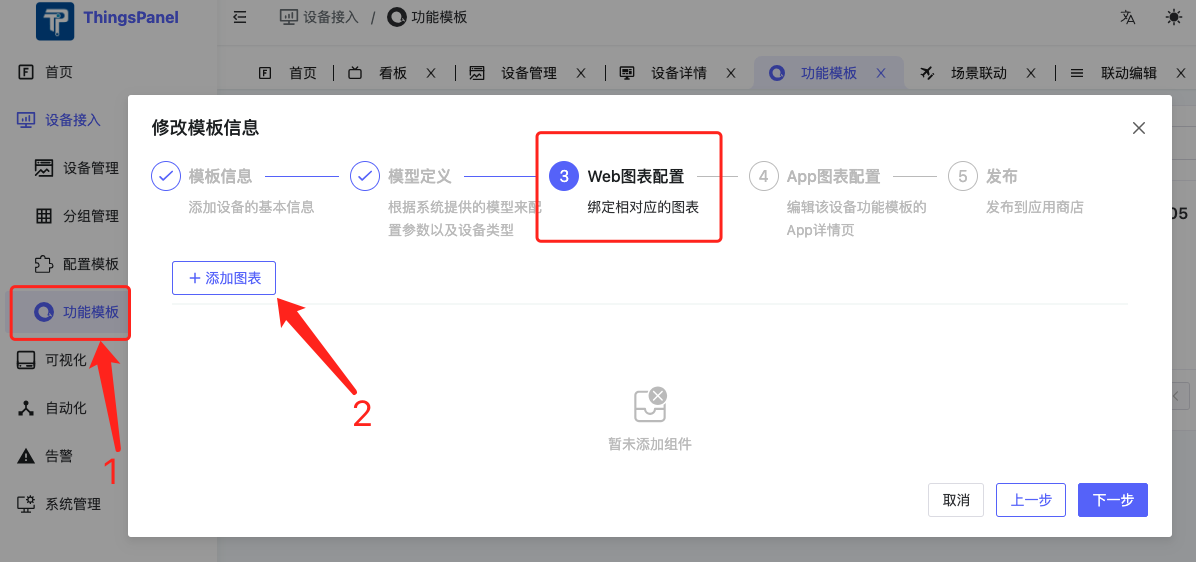 ThingsPanel
设备接入 / 功能模板
首页
看板 X
设备管理 X
设备详情 X
功能模板 X
场景联动 X
联动编辑 X
首页
设备接入
设备管理
分组管理
配置模板
功能模板
可视化
自动化
告警
系统管理
修改模板信息
模板信息
添加设备的基本信息
模型定义
根据系统提供的模型来配
置参数以及设备类型
3 Web图表配置
绑定相对应的图表
4 App图表配置
编辑该设备功能模板的
App详情页
5 发布
发布到应用商店
+ 添加图表
1
2
暂未添加组件
取消
上一步
下一步
05